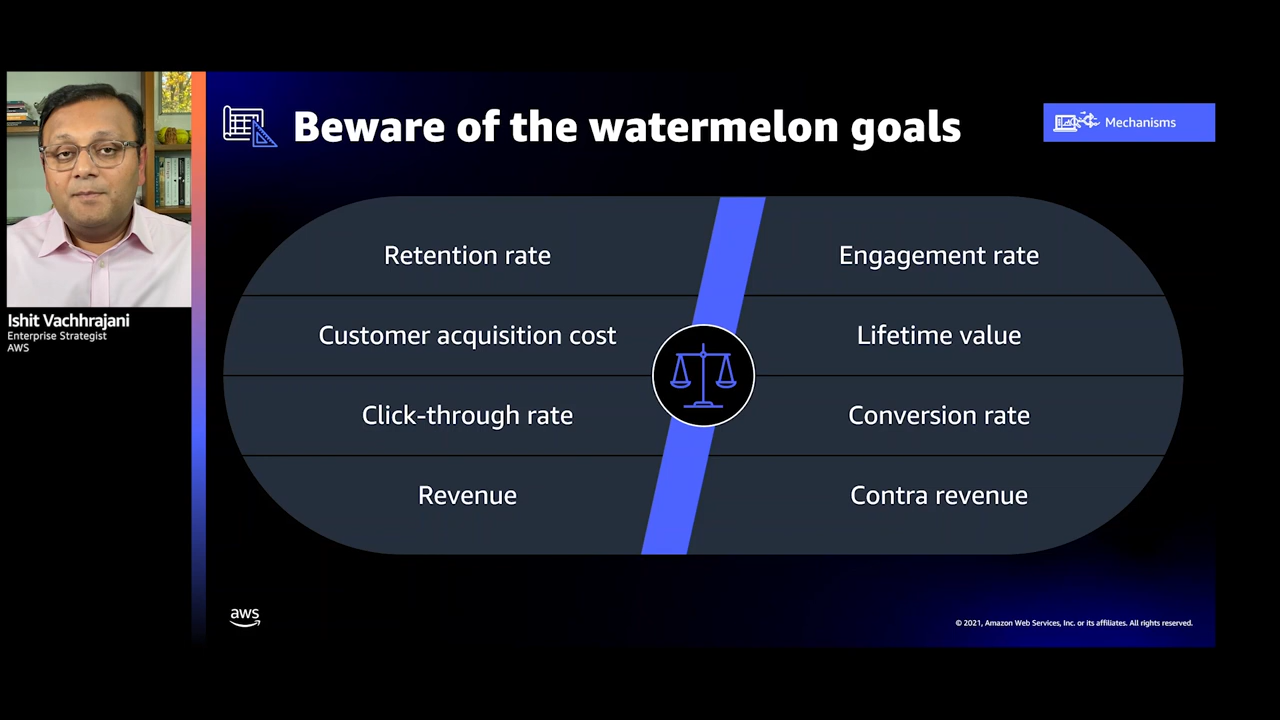 Beware of the watermelon goals
Mechanisms
Retention rate
Engagement rate
Customer acquisition cost
Lifetime value
Click-through rate
Conversion rate
Revenue
Contra revenue
Ishit Vachhrajani
Enterprise Strategist
AWS
aws
© 2021, Amazon Web Services, Inc. or its affiliates. All rights reserved.